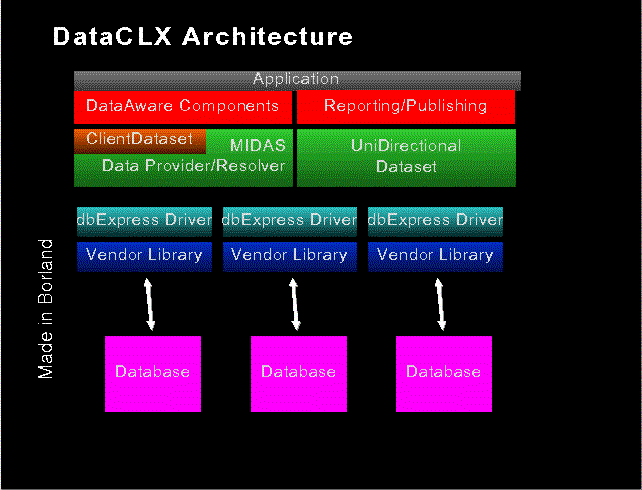 DataCLX Architecture
Application
DataAware Components
Reporting/Publishing
ClientDataset
MIDAS
Data Provider/Resolver
UniDirectional
Dataset
dbExpress Driver
dbExpress Driver
dbExpress Driver
Vendor Library
Vendor Library
Vendor Library
Made in Borland
Database
Database
Database